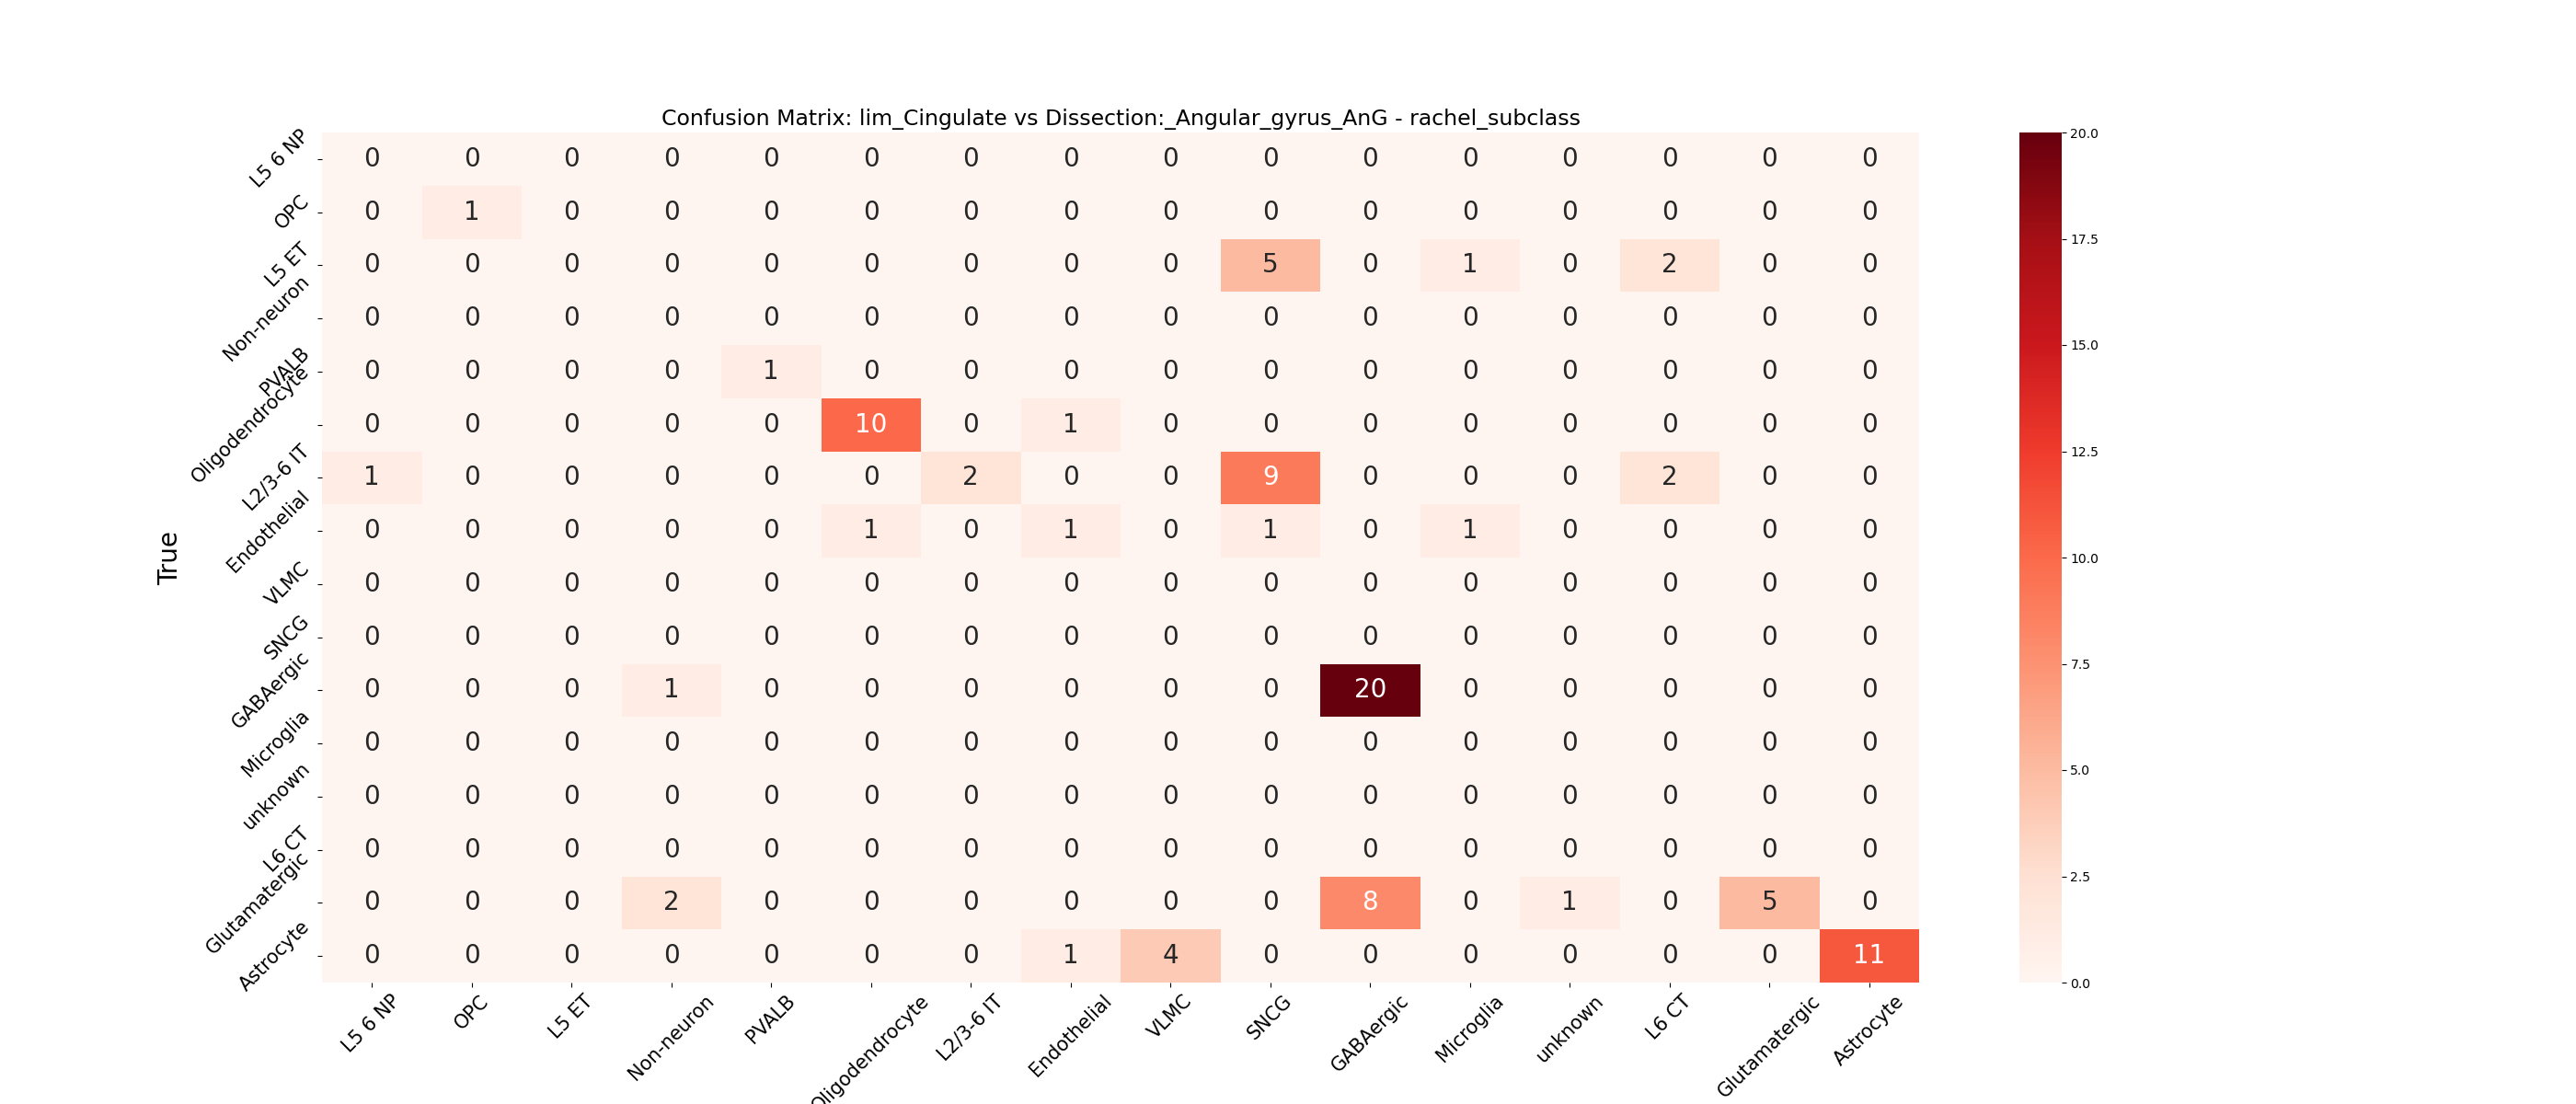 Confusion Matrix: lim_Cingulate vs Dissection:_Angular_gyrus_AnG - rachel_subclass
True
L5 6 NP 0 0 0 0 0 0 0 0 0 0 0 0 0 0 0 0
OPC 0 1 0 0 0 0 0 0 0 0 0 0 0 0 0 0
L5 ET 0 0 0 0 0 0 0 0 0 5 0 1 0 2 0 0
Non-neuron 0 0 0 0 0 0 0 0 0 0 0 0 0 0 0 0
PVALB 0 0 0 0 1 0 0 0 0 0 0 0 0 0 0 0
Oligodendrocyte 0 0 0 0 0 10 0 1 0 0 0 0 0 0 0 0
L2/3-6 IT 1 0 0 0 0 0 2 0 0 9 0 0 0 2 0 0
Endothelial 0 0 0 0 0 1 0 1 0 1 0 1 0 0 0 0
VLMC 0 0 0 0 0 0 0 0 0 0 0 0 0 0 0 0
SNCG 0 0 0 0 0 0 0 0 0 0 0 0 0 0 0 0
GABAergic 0 0 0 1 0 0 0 0 0 0 20 0 0 0 0 0
Microglia 0 0 0 0 0 0 0 0 0 0 0 0 0 0 0 0
unknown 0 0 0 0 0 0 0 0 0 0 0 0 0 0 0 0
L6 CT 0 0 0 0 0 0 0 0 0 0 0 0 0 0 0 0
Glutamatergic 0 0 0 2 0 0 0 0 0 0 8 0 1 0 5 0
Astrocyte 0 0 0 0 0 0 0 1 4 0 0 0 0 0 0 11
L5 6 NP OPC L5 ET Non-neuron PVALB Oligodendrocyte L2/3-6 IT Endothelial VLMC SNCG GABAergic Microglia unknown L6 CT Glutamatergic Astrocyte
20.0
17.5
15.0
12.5
10.0
7.5
5.0
2.5
0.0